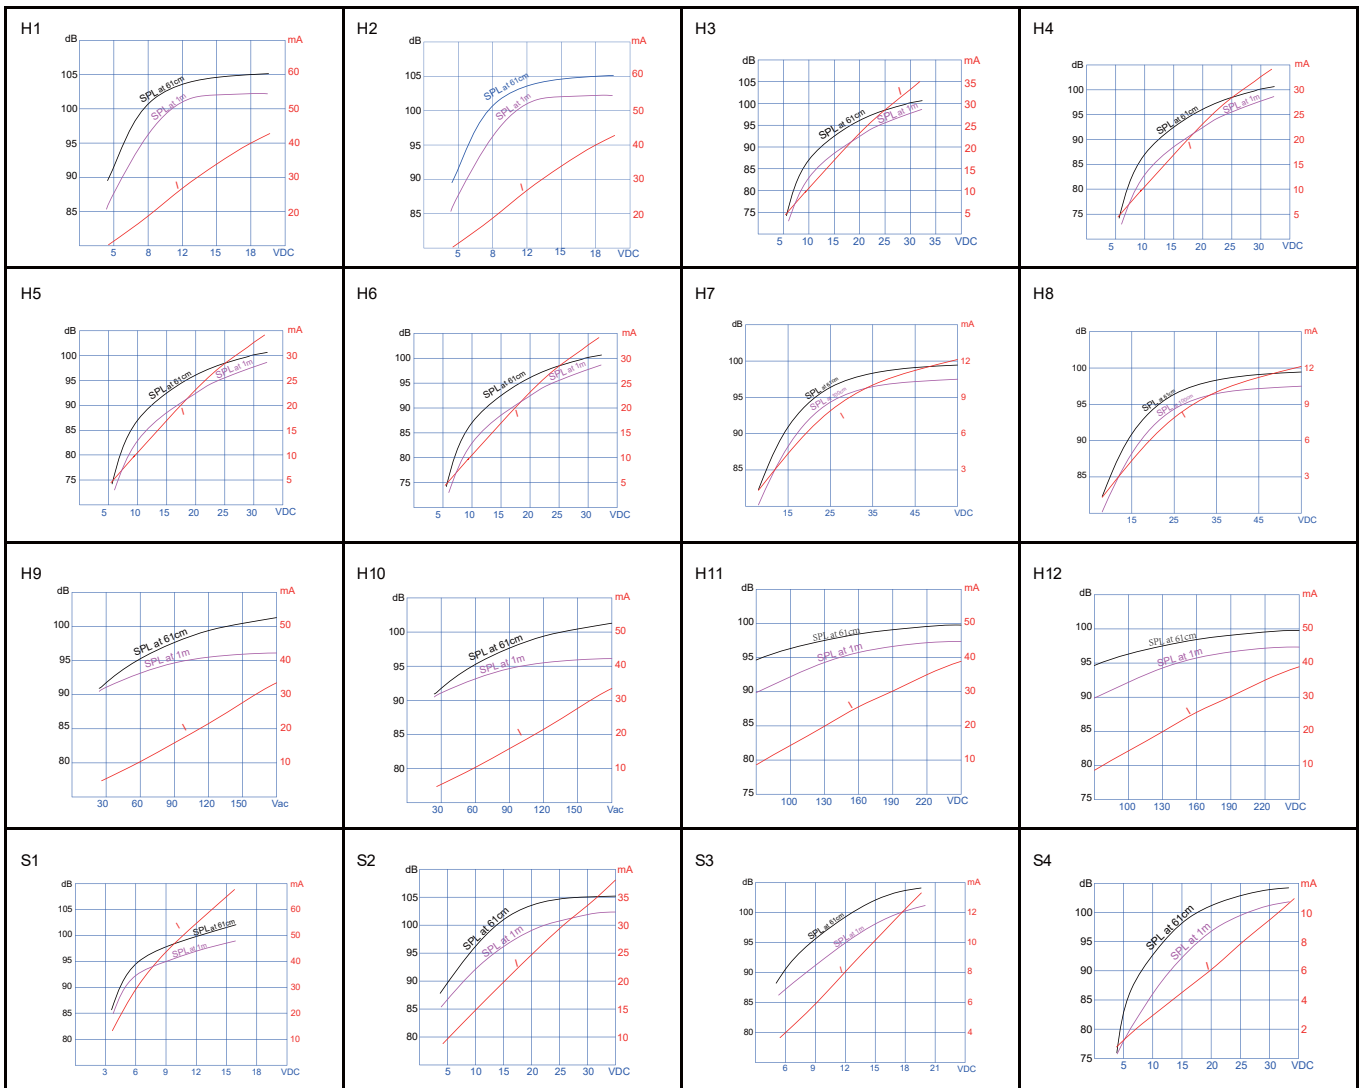 H1
dB
mA
105
100
95
90
85
60
50
40
30
20
SPL at 61cm
SPL at 1m
I
5 8 12 15 18 VDC
H2
dB
mA
105
100
95
90
85
60
50
40
30
20
SPL at 61cm
SPL at 1m
I
5 8 12 15 18 VDC
H3
dB
mA
105
100
95
90
85
80
75
35
30
25
20
15
10
5
SPL at 61cm
SPL at 1m
I
5 10 15 20 25 30 35 VDC
H4
dB
mA
100
95
90
85
80
75
30
25
20
15
10
5
SPL at 61cm
SPL at 1m
I
5 10 15 20 25 30 VDC
H5
dB
mA
100
95
90
85
80
75
30
25
20
15
10
5
SPL at 61cm
SPL at 1m
I
5 10 15 20 25 30 VDC
H6
dB
mA
100
95
90
85
80
75
30
25
20
15
10
5
SPL at 61cm
SPL at 1m
I
5 10 15 20 25 30 VDC
H7
dB
mA
100
95
90
85
12
9
6
3
SPL at 61cm
SPL at 100cm
I
15 25 35 45 VDC
H8
dB
mA
100
95
90
85
12
9
6
3
SPL at 61cm
SPL at 100cm
I
15 25 35 45 VDC
H9
dB
mA
100
95
90
85
80
50
40
30
20
10
SPL at 61cm
SPL at 1m
I
30 60 90 120 150 Vac
H10
dB
mA
100
95
90
85
80
50
40
30
20
10
SPL at 61cm
SPL at 1m
I
30 60 90 120 150 Vac
H11
dB
mA
100
95
90
85
80
75
50
40
30
20
10
SPL at 61cm
SPL at 1m
I
100 130 160 190 220 VDC
H12
dB
mA
100
95
90
85
80
75
50
40
30
20
10
SPL at 61cm
SPL at 1m
I
100 130 160 190 220 VDC
S1
dB
mA
105
100
95
90
85
80
60
50
40
30
20
10
SPL at 61cm
SPL at 1m
I
3 6 9 12 15 18 VDC
S2
dB
mA
105
100
95
90
85
80
35
30
25
20
15
10
SPL at 61cm
SPL at 1m
I
5 10 15 20 25 30 VDC
S3
dB
mA
100
95
90
85
80
12
10
8
6
4
SPL at 61cm
SPL at 1m
I
6 9 12 15 18 21 VDC
S4
dB
mA
100
95
90
85
80
75
10
8
6
4
2
SPL at 61cm
SPL at 1m
I
5 10 15 20 25 30 VDC